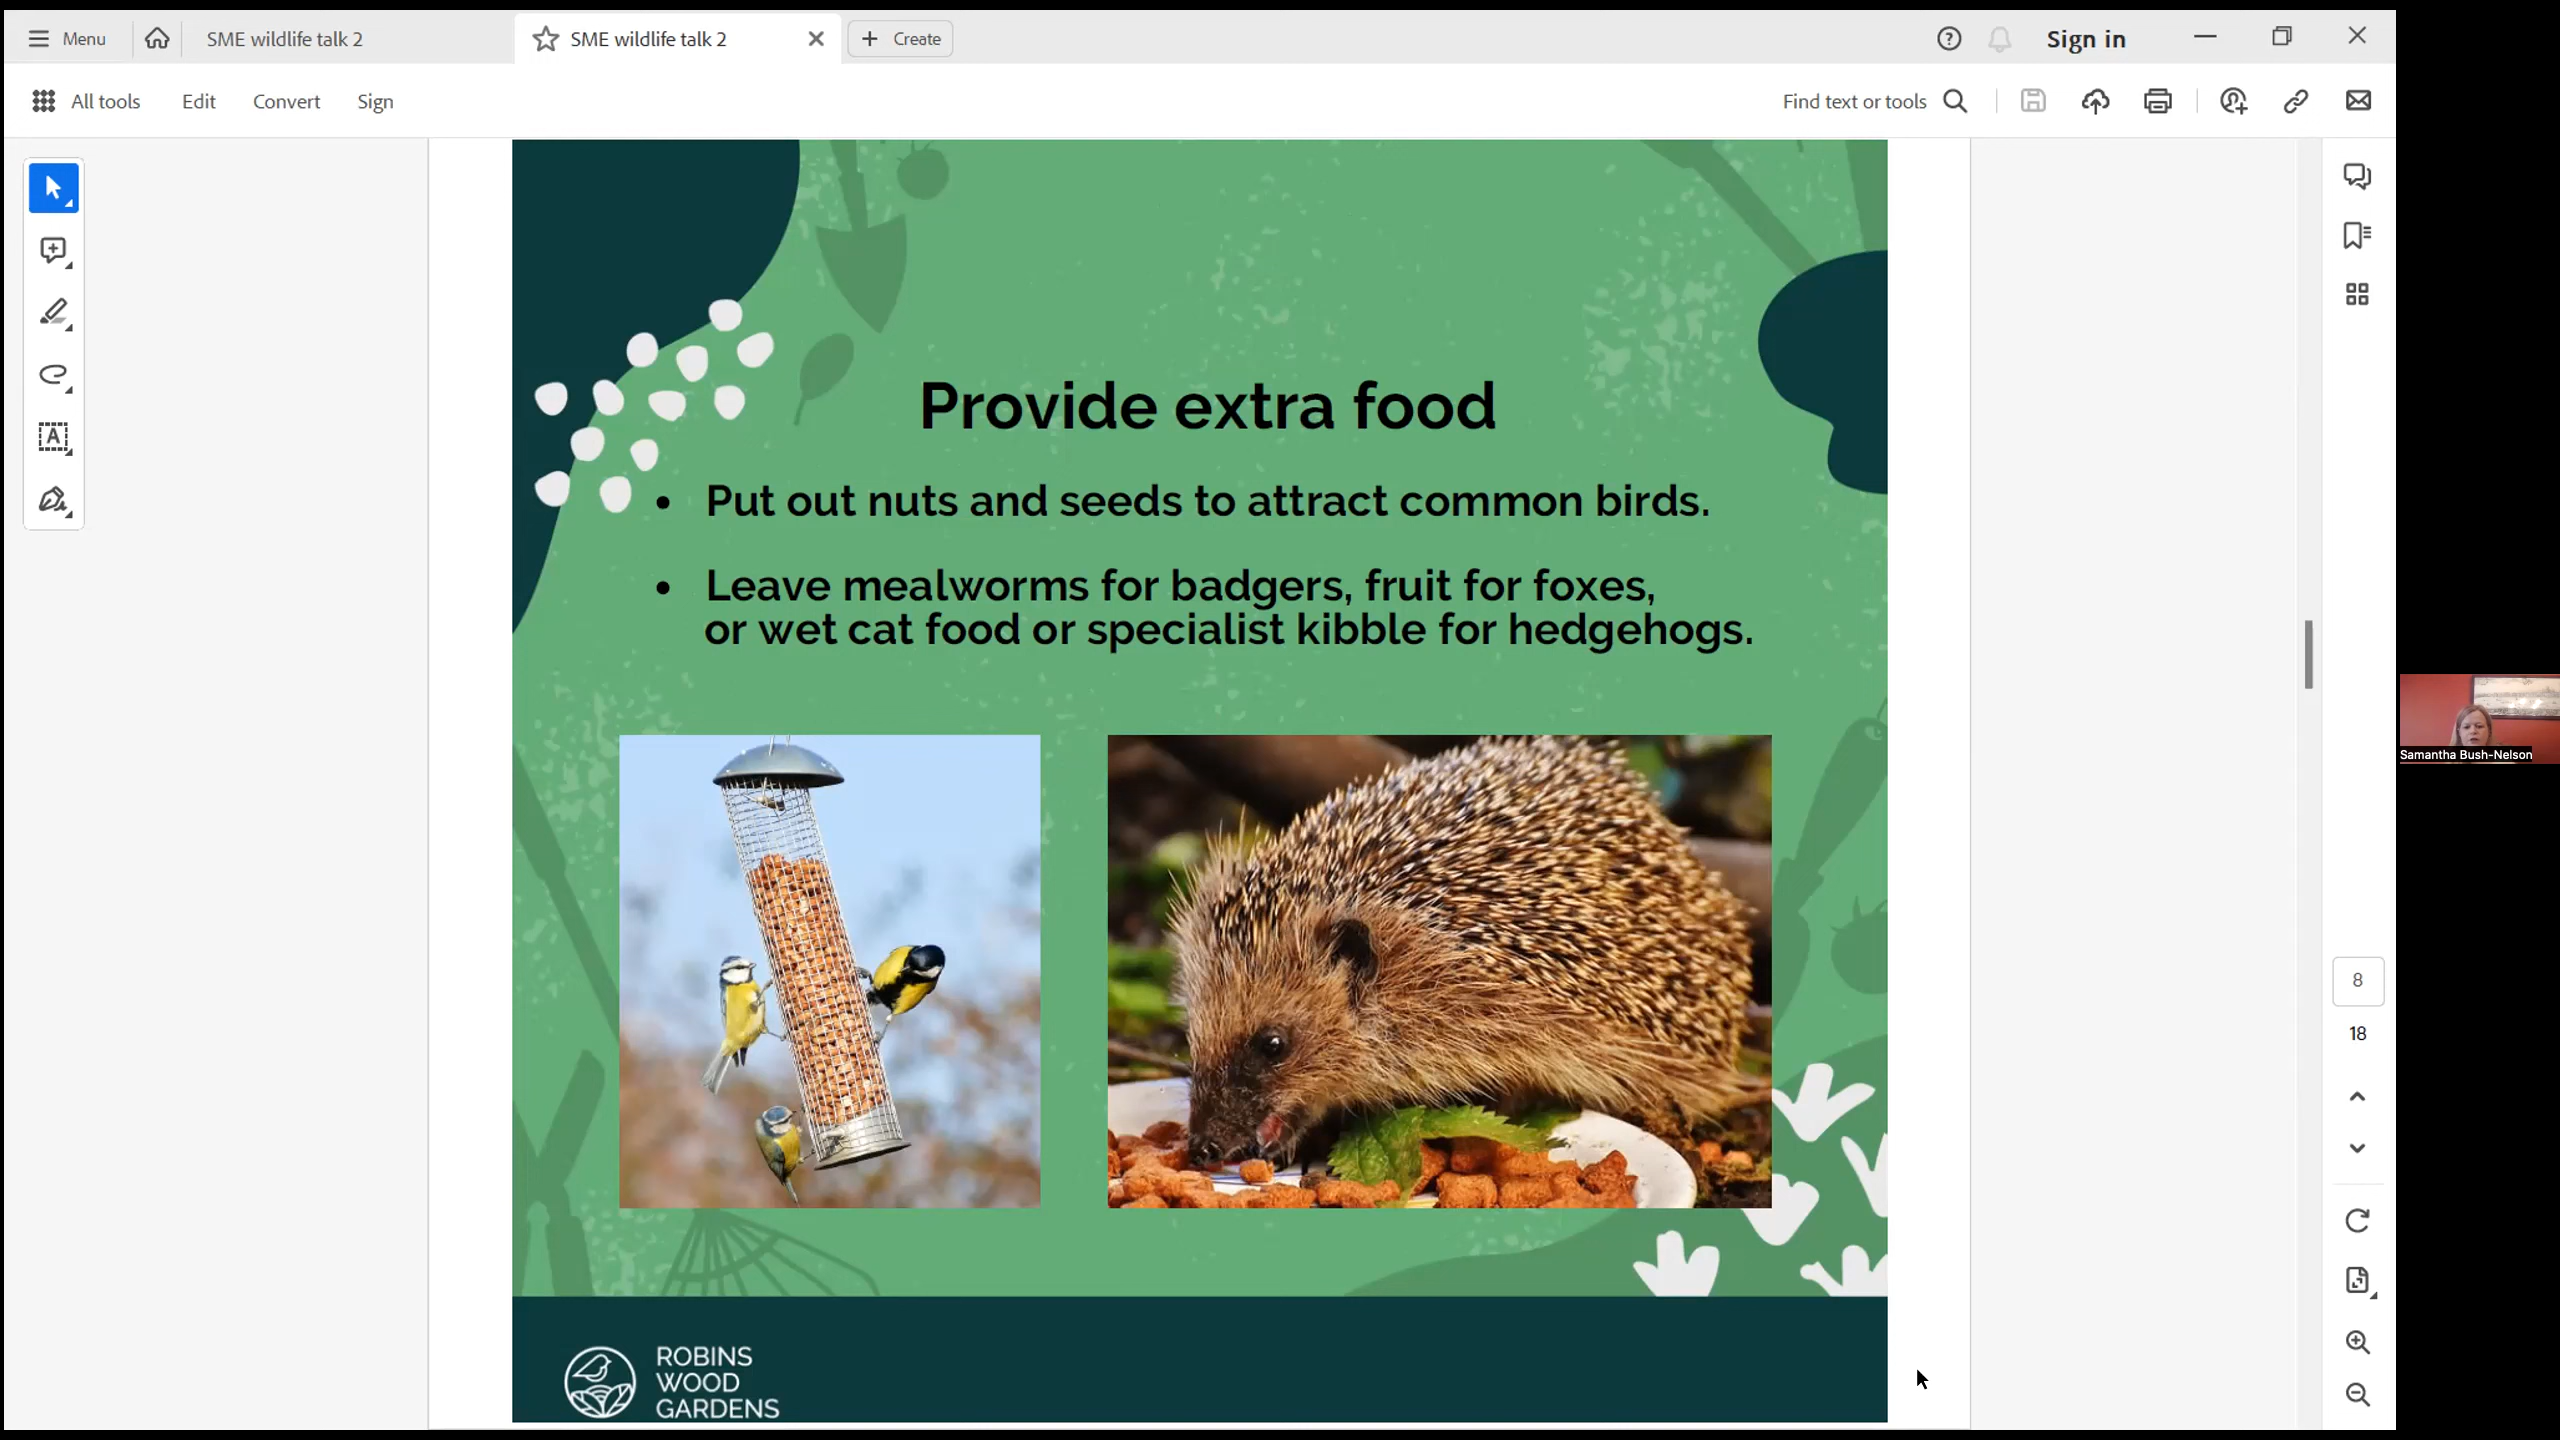 Menu
SME wildlife talk 2
SME wildlife talk 2
Create
Sign in
All tools
Edit
Convert
Sign
Find text or tools
Provide extra food
• Put out nuts and seeds to attract common birds.
• Leave mealworms for badgers, fruit for foxes,
or wet cat food or specialist kibble for hedgehogs.
Samantha Bush-Nelson
8
18
ROBINS
WOOD
GARDENS